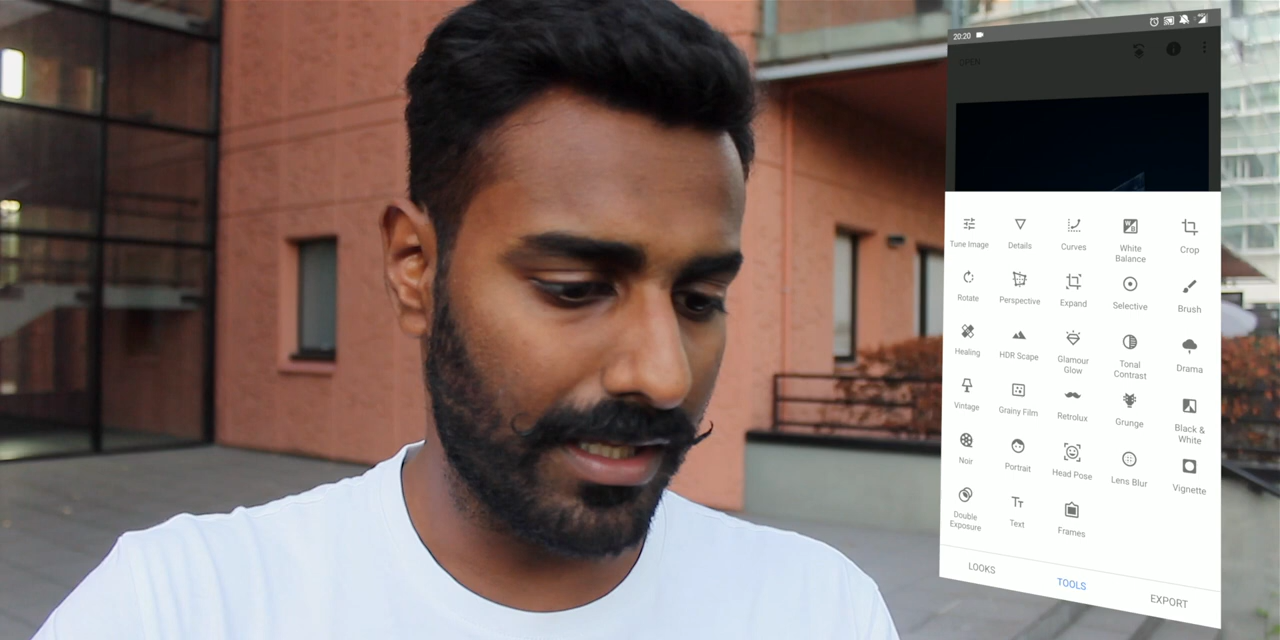 20:20
OPEN
Tune Image
Details
Curves
White
Balance
Crop
Rotate
Perspective
Expand
Selective
Brush
Healing
HDR Scape
Glamour
Glow
Tonal
Contrast
Drama
Vintage
Grainy Film
Retrolux
Grunge
Black &
White
Noir
Portrait
Head Pose
Lens Blur
Vignette
Double
Exposure
Text
Frames
LOOKS
TOOLS
EXPORT